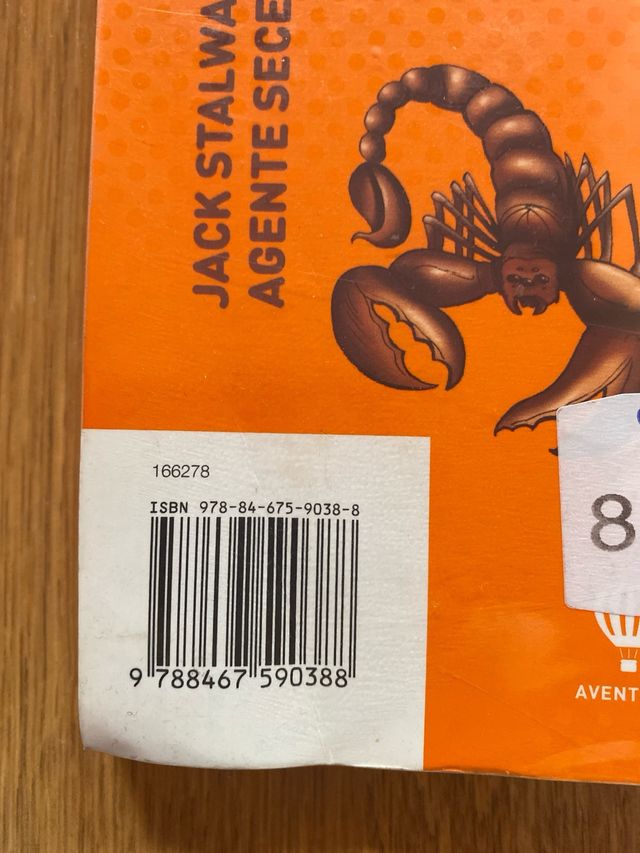 JACK STALWA
AGENTE SECE
166278
ISBN 978-84-675-9038-8
9 788467 590388
8
AVENT